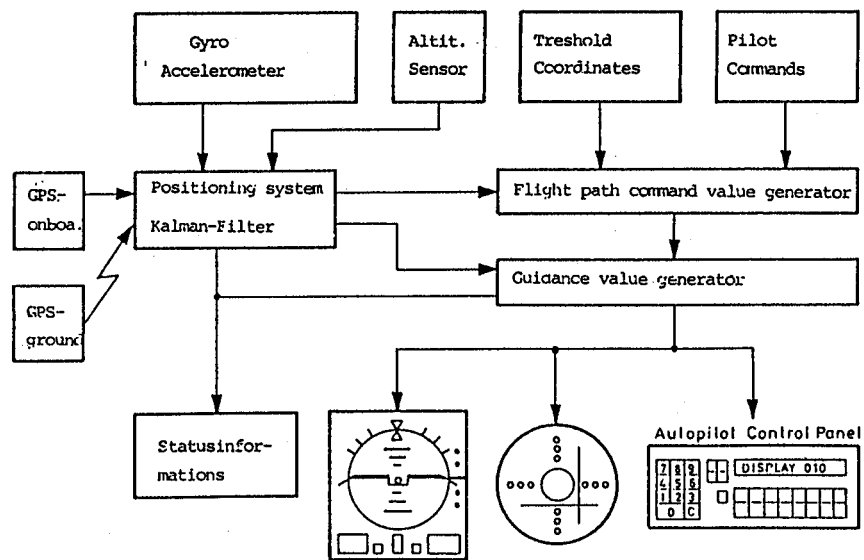 Gyro
Accelerometer
Altit.
Sensor
Treshold
Coordinates
Pilot
Commands
GPS-
onboa.
Positioning system
Kalman-Filter
Flight path command value generator
Guidance value generator
GPS-
ground
Statusinfor-
mations
Autopilot Control Panel
7 8 9
4 5 6
1 2 3
0 C
DISPLAY 010